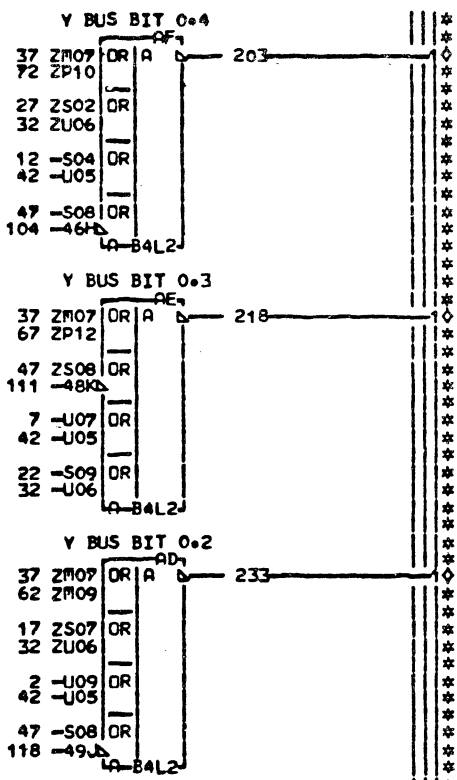 Y BUS BIT 0.4
AF
37 ZM07 OR A 203
72 ZP10
27 ZS02 OR
32 ZU06
12 -S04 OR
42 -U05
47 -S08 OR
104 -46H
A-B4L2
Y BUS BIT 0.3
AE
37 ZM07 OR A 218
67 ZP12
47 ZS08 OR
111 -48K
7 -U07 OR
42 -U05
22 -S09 OR
32 -U06
A-B4L2
Y BUS BIT 0.2
AD
37 ZM07 OR A 233
62 ZM09
17 ZS07 OR
32 ZU06
2 -U09 OR
42 -U05
47 -S08 OR
118 -49J
A-B4L2